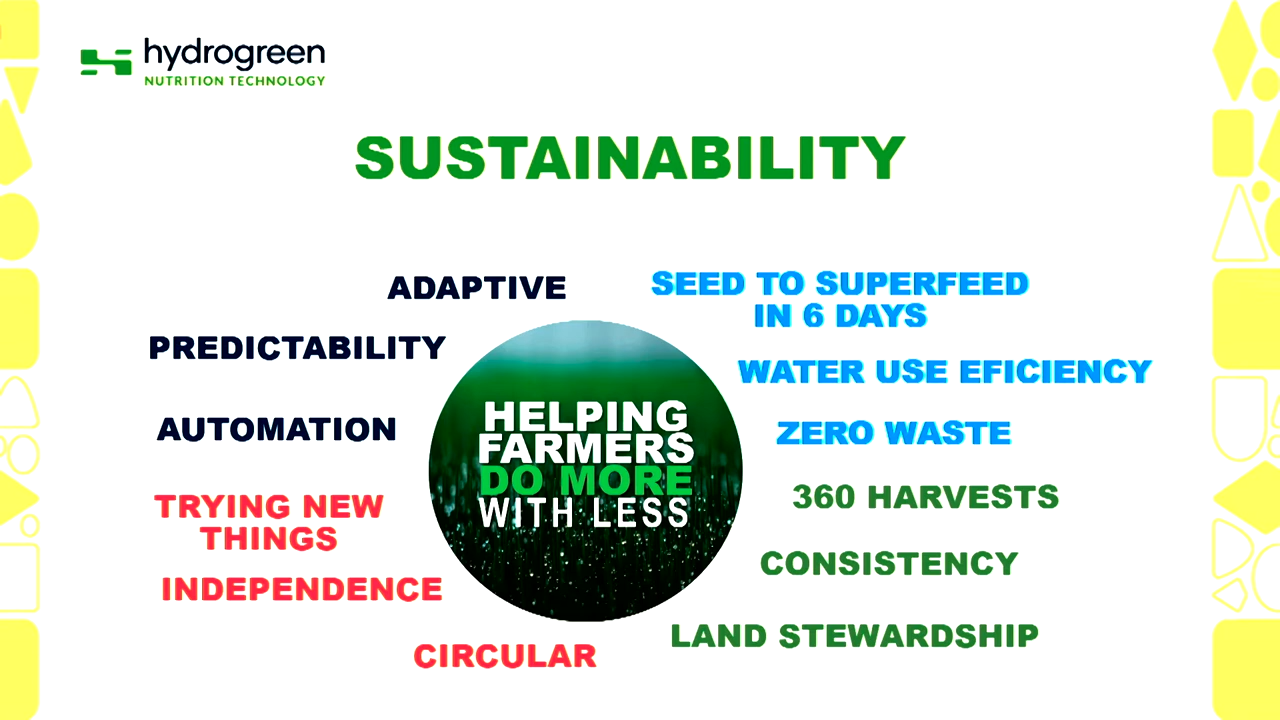 hydrogreen
NUTRITION TECHNOLOGY
SUSTAINABILITY
ADAPTIVE
PREDICTABILITY
AUTOMATION
TRYING NEW
THINGS
INDEPENDENCE
CIRCULAR
HELPING
FARMERS
DO MORE
WITH LESS
SEED TO SUPERFEED
IN 6 DAYS
WATER USE EFICIENCY
ZERO WASTE
360 HARVESTS
CONSISTENCY
LAND STEWARDSHIP